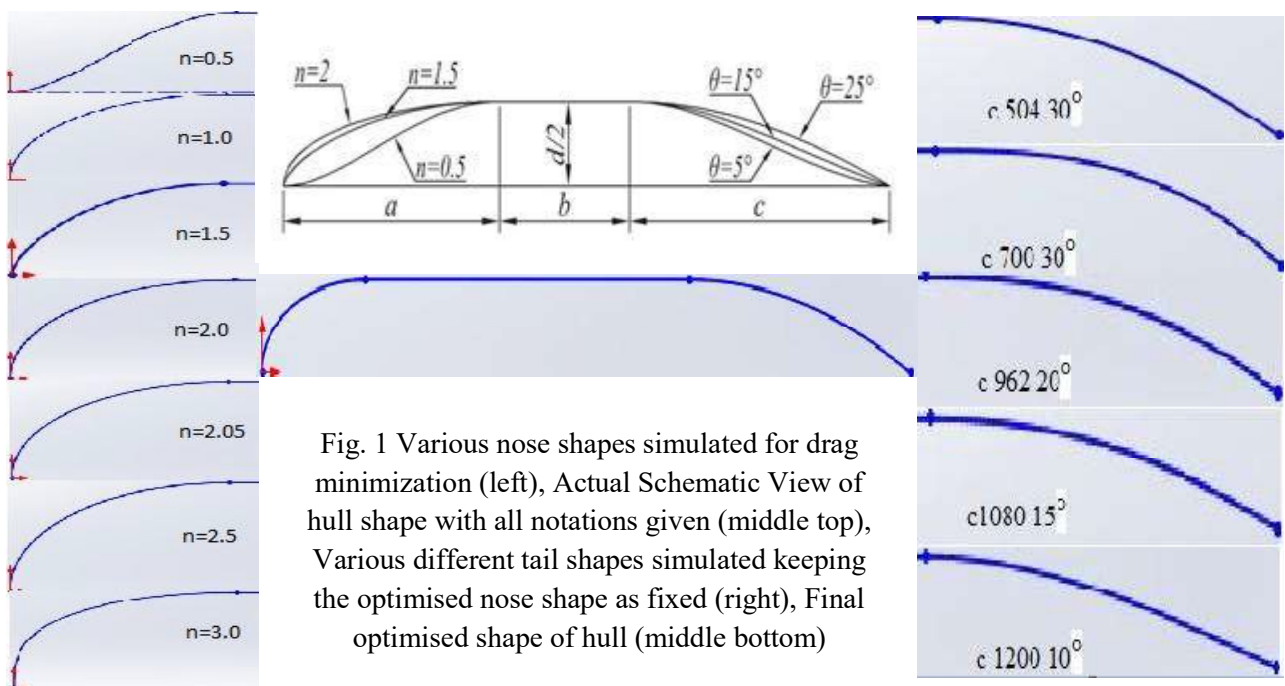 n=0.5
n=1.0
n=1.5
n=2.0
n=2.05
n=2.5
n=3.0
n=2
n=1.5
n=0.5
d/2
θ=15°
θ=25°
θ=5°
a
b
c
Fig. 1 Various nose shapes simulated for drag
minimization (left), Actual Schematic View of
hull shape with all notations given (middle top),
Various different tail shapes simulated keeping
the optimised nose shape as fixed (right), Final
optimised shape of hull (middle bottom)
c 504 30°
c 700 30°
c 962 20°
c1080 15°
c 1200 10°